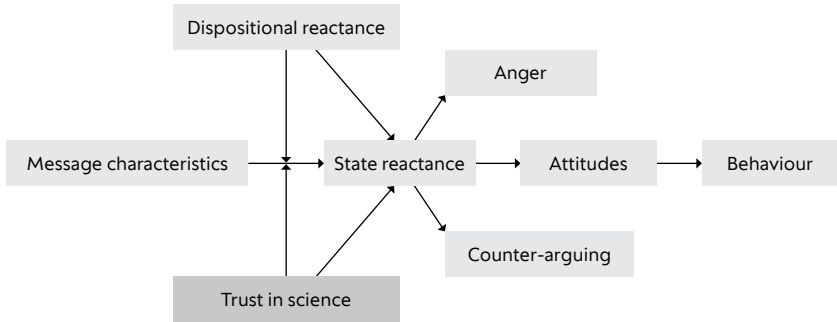 Dispositional reactance
Anger
Message characteristics
State reactance
Attitudes
Behaviour
Counter-arguing
Trust in science